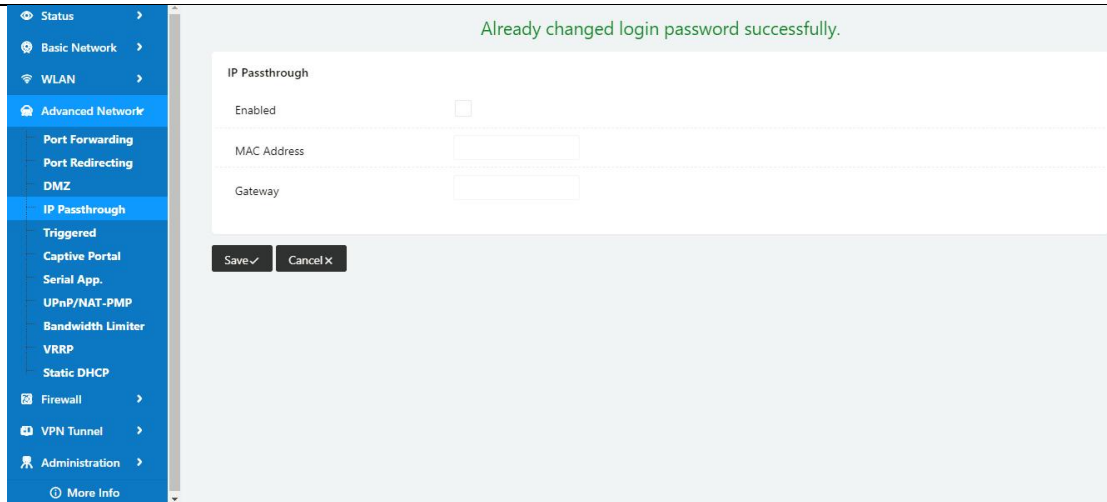 Status
Basic Network
WLAN
Advanced Network
Port Forwarding
Port Redirecting
DMZ
IP Passthrough
Triggered
Captive Portal
Serial App.
UPnP/NAT-PMP
Bandwidth Limiter
VRRP
Static DHCP
Firewall
VPN Tunnel
Administration
More Info
Already changed login password successfully.
IP Passthrough
Enabled
MAC Address
Gateway
Save
Cancel